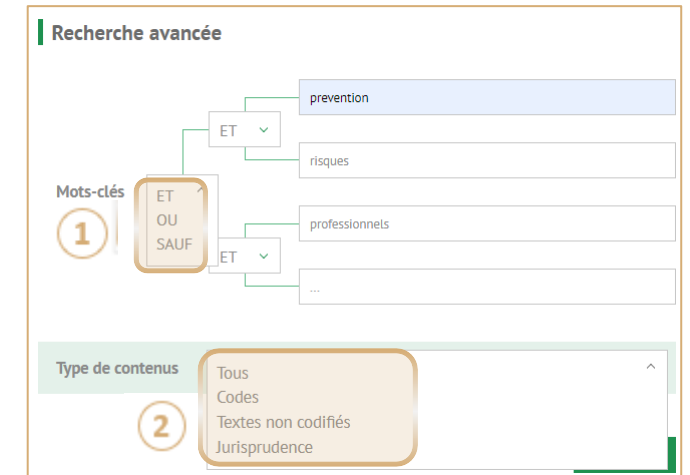 Recherche avancée
prevention
ET
risques
Mots-clés
ET
OU
SAUF
1
professionnels
ET
...
Type de contenus
Tous
Codes
Textes non codifiés
Jurisprudence
2